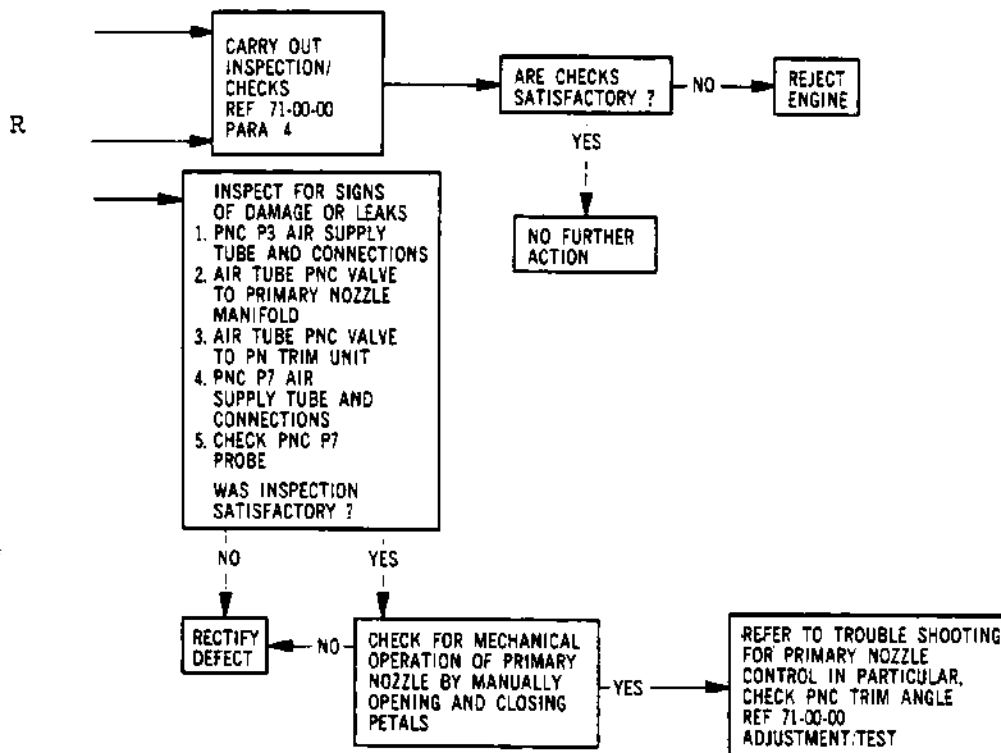 CARRY OUT
INSPECTION/
CHECKS
REF 71-00-00
PARA 4
ARE CHECKS
SATISFACTORY ?
NO
REJECT
ENGINE
R
YES
NO FURTHER
ACTION
INSPECT FOR SIGNS
OF DAMAGE OR LEAKS
1. PNC P3 AIR SUPPLY
TUBE AND CONNECTIONS
2. AIR TUBE PNC VALVE
TO PRIMARY NOZZLE
MANIFOLD
3. AIR TUBE PNC VALVE
TO PN TRIM UNIT
4. PNC P7 AIR
SUPPLY TUBE AND
CONNECTIONS
5. CHECK PNC P7
PROBE
WAS INSPECTION
SATISFACTORY ?
NO
YES
RECTIFY
DEFECT
NO
CHECK FOR MECHANICAL
OPERATION OF PRIMARY
NOZZLE BY MANUALLY
OPENING AND CLOSING
PETALS
YES
REFER TO TROUBLE SHOOTING
FOR PRIMARY NOZZLE
CONTROL IN PARTICULAR,
CHECK PNC TRIM ANGLE
REF 71-00-00
ADJUSTMENT/TEST